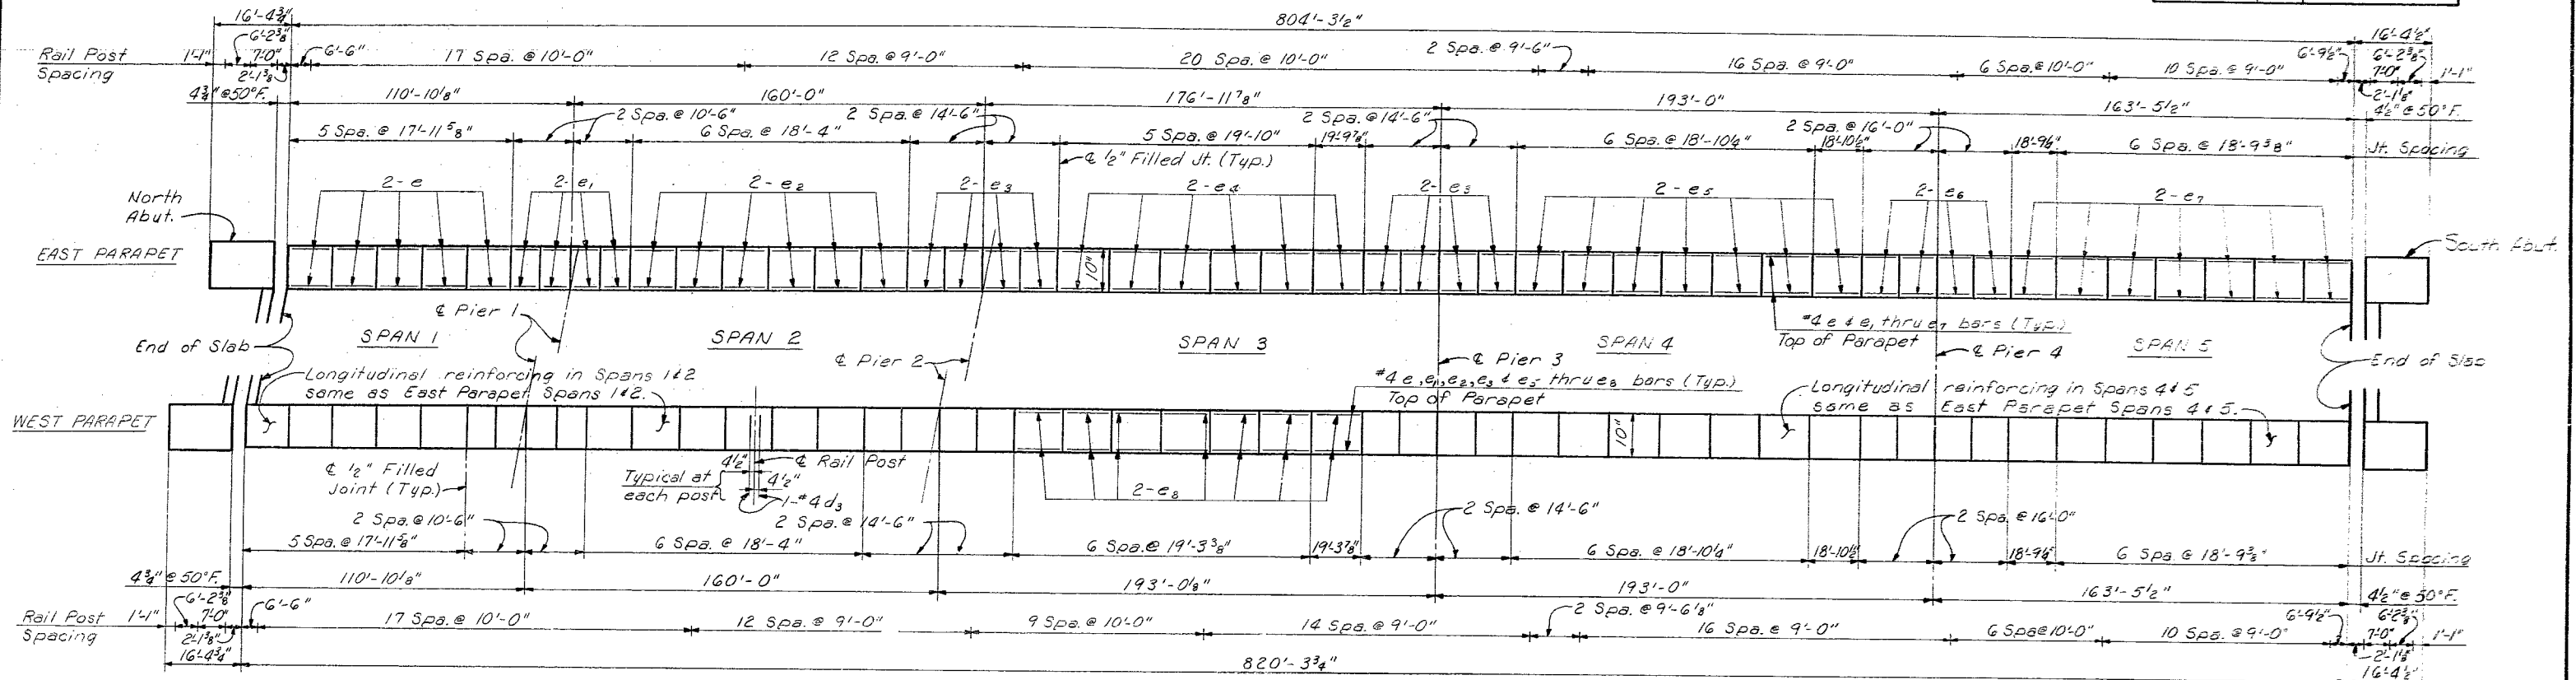 16'-4¾"
804'-3½"
16'-4½"
Rail Post Spacing
1'-1"
6'-2⅜"
7'-0"
2'-1⅜"
6'-6"
17 Spa. @ 10'-0"
12 Spa. @ 9'-0"
20 Spa. @ 10'-0"
2 Spa. @ 9'-6"
16 Spa. @ 9'-0"
6 Spa. @ 10'-0"
10 Spa. @ 9'-0"
6'-9½"
6'-2⅜"
7'-0"
1'-1"
4¾" @ 50°F.
110'-10⅛"
160'-0"
176'-11⅞"
193'-0"
163'-5½"
4½" @ 50°F.
5 Spa. @ 17'-11⅝"
2 Spa. @ 10'-6"
6 Spa. @ 18'-4"
2 Spa. @ 14'-6"
5 Spa. @ 19'-10"
19'-9⅞"
2 Spa. @ 14'-6"
6 Spa. @ 18'-10¼"
18'-10½"
2 Spa. @ 16'-0"
6 Spa. @ 18'-9⅜"
Jt. Spacing
℄ ½" Filled Jt. (Typ.)
2-e
2-e₁
2-e₂
2-e₃
2-e₄
2-e₅
2-e₆
2-e₇
North Abut.
EAST PARAPET
10"
South Abut.
℄ Pier 1
End of Slab
SPAN 1
SPAN 2
℄ Pier 2
SPAN 3
℄ Pier 3
SPAN 4
#4 e & e, thru e₇ bars (Typ.)
Top of Parapet
℄ Pier 4
SPAN 5
End of Slab
Longitudinal reinforcing in Spans 1&2
same as East Parapet Spans 1&2.
#4 e, e₁, e₂, e₃ & e₅ thru e₈ bars (Typ.)
Top of Parapet
Longitudinal reinforcing in Spans 4&5
same as East Parapet Spans 4&5.
WEST PARAPET
10"
℄ ½" Filled
Joint (Typ.)
Typical at
each post
4½"
℄ Rail Post
4½"
1-#4 d₃
2-e₈
5 Spa. @ 17'-11⅝"
2 Spa. @ 10'-6"
6 Spa. @ 18'-4"
2 Spa. @ 14'-6"
6 Spa. @ 19'-3⅜"
19'-3⅞"
2 Spa. @ 14'-6"
6 Spa. @ 18'-10¼"
18'-10½"
2 Spa. @ 16'-0"
6 Spa. @ 18'-9⅜"
Jt. Spacing
4¾" @ 50°F.
110'-10⅛"
160'-0"
193'-0⅛"
193'-0"
163'-5½"
4½" @ 50°F.
Rail Post Spacing
1'-1"
6'-2⅜"
7'-0"
2'-1⅜"
6'-6"
17 Spa. @ 10'-0"
12 Spa. @ 9'-0"
9 Spa. @ 10'-0"
14 Spa. @ 9'-0"
2 Spa. @ 9'-6⅛"
16 Spa. @ 9'-0"
6 Spa @ 10'-0"
10 Spa. @ 9'-0"
6'-9½"
6'-2⅜"
7'-0"
1'-1"
16'-4¾"
820'-3¾"
16'-4½"